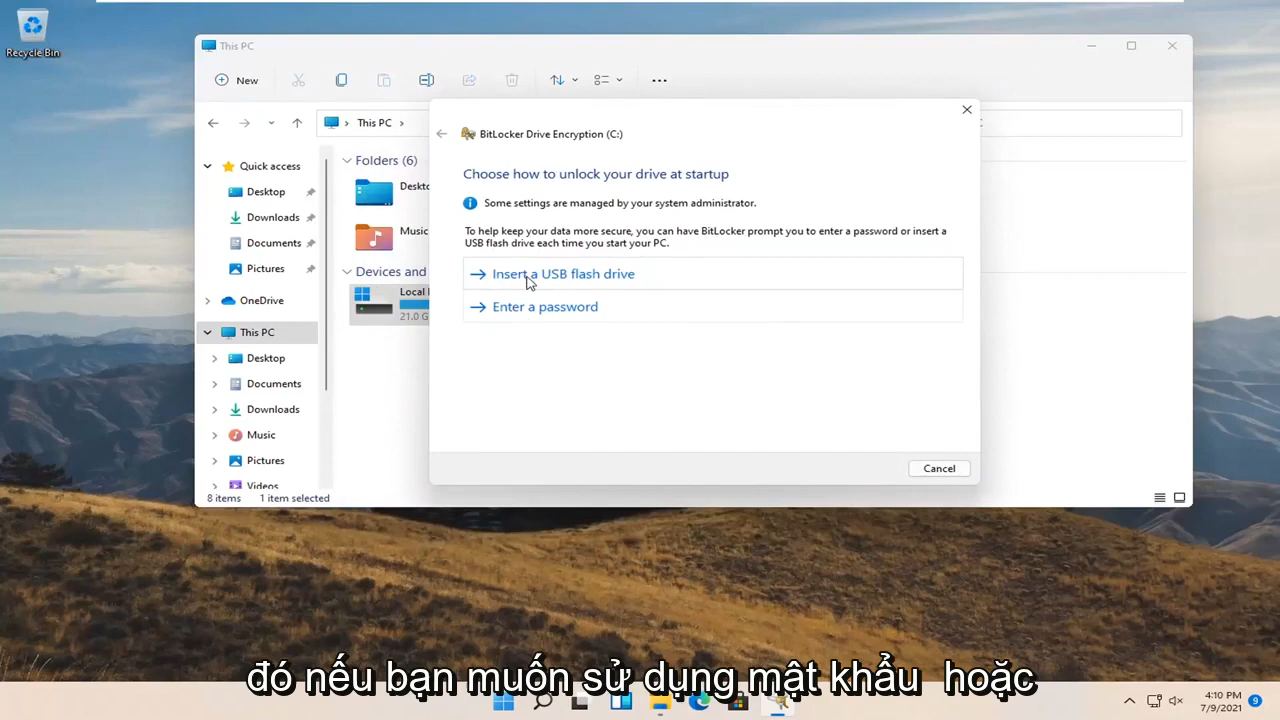 Recycle Bin
This PC
New
This PC
Quick access
Desktop
Downloads
Documents
Pictures
OneDrive
This PC
Desktop
Documents
Downloads
Music
Pictures
Videos
Folders (6)
Music
Devices and
Local
21.0 G
8 items 1 item selected
BitLocker Drive Encryption (C:)
Choose how to unlock your drive at startup
Some settings are managed by your system administrator.
To help keep your data more secure, you can have BitLocker prompt you to enter a password or insert a
USB flash drive each time you start your PC.
Insert a USB flash drive
Enter a password
Cancel
đó nếu bạn muốn sử dụng mật khẩu hoặc
4:10 PM
7/9/2021
9